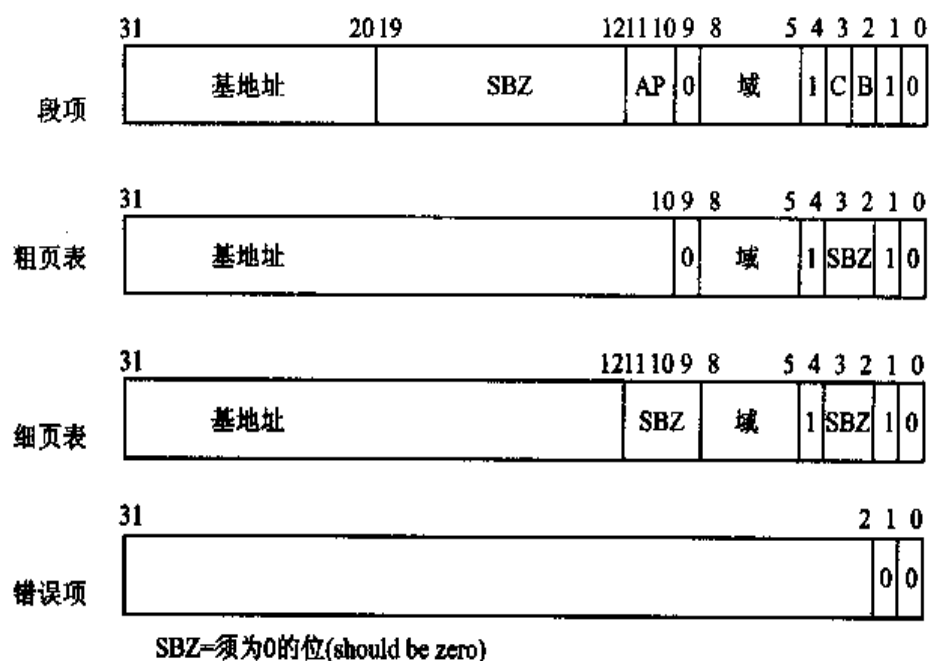 31 20 19 12 11 10 9 8 5 4 3 2 1 0
段项 基地址 SBZ AP 0 域 1 C B 1 0
31 10 9 8 5 4 3 2 1 0
粗页表 基地址 0 域 1 SBZ 1 0
31 12 11 10 9 8 5 4 3 2 1 0
细页表 基地址 SBZ 域 1 SBZ 1 0
31 2 1 0
错误项 0 0
SBZ=须为0的位(should be zero)